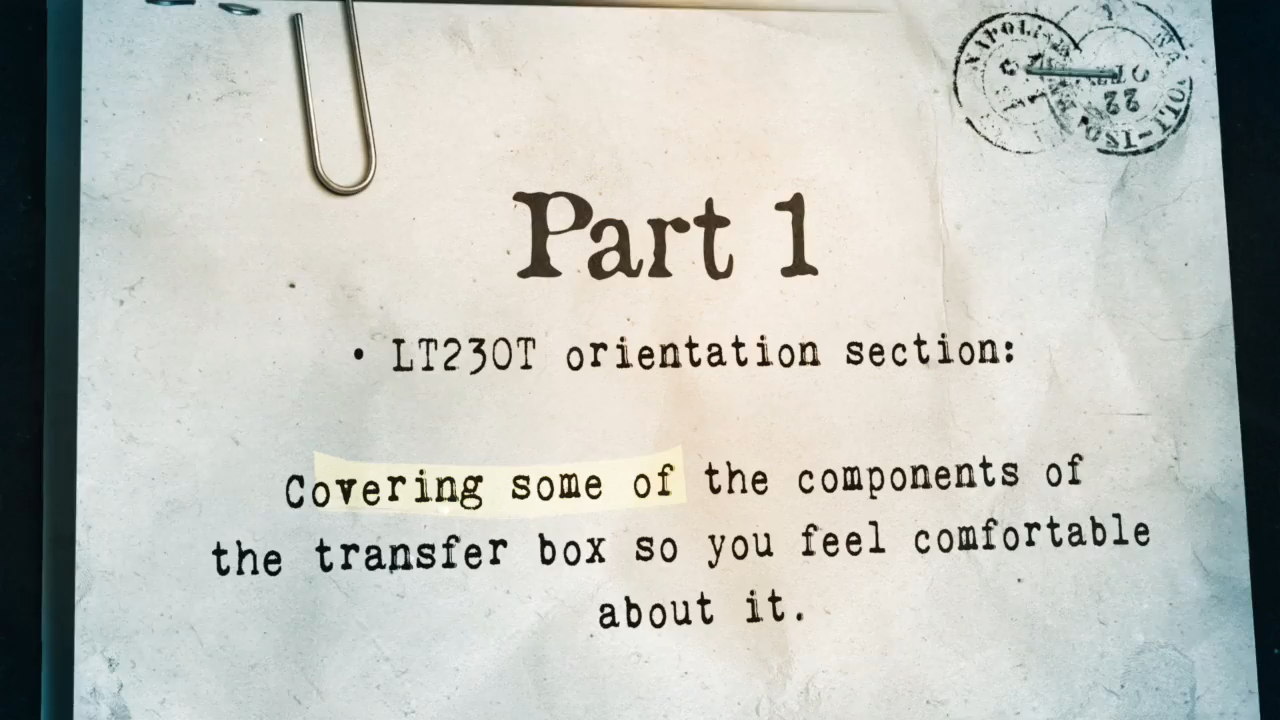 Part 1
• LT230T orientation section:
Covering some of the components of
the transfer box so you feel comfortable
about it.